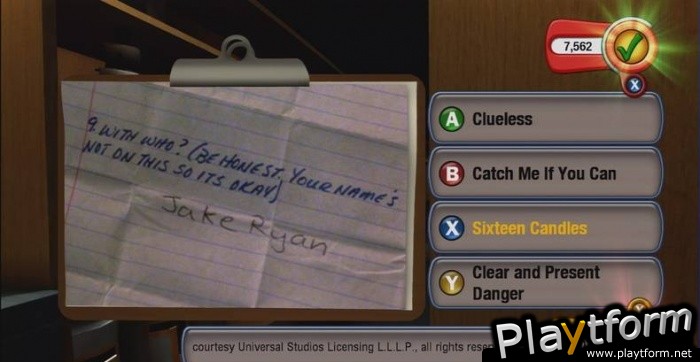 7,562
X
9. WITH WHO? (BE HONEST, YOUR NAME'S
NOT ON THIS SO ITS OKAY)
Jake Ryan
A Clueless
B Catch Me If You Can
X Sixteen Candles
Y Clear and Present
Danger
Y
courtesy Universal Studios Licensing L.L.L.P., all rights
Playtform
www.playtform.net